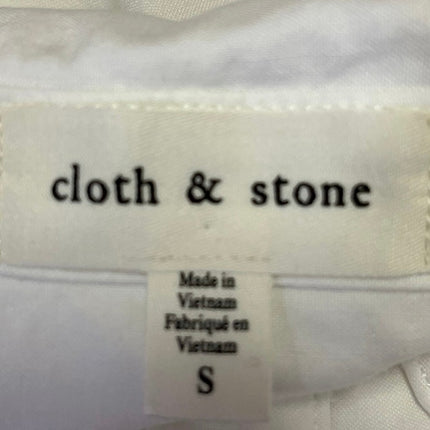 cloth & stone
Made in
Vietnam
Fabriqué en
Vietnam
S